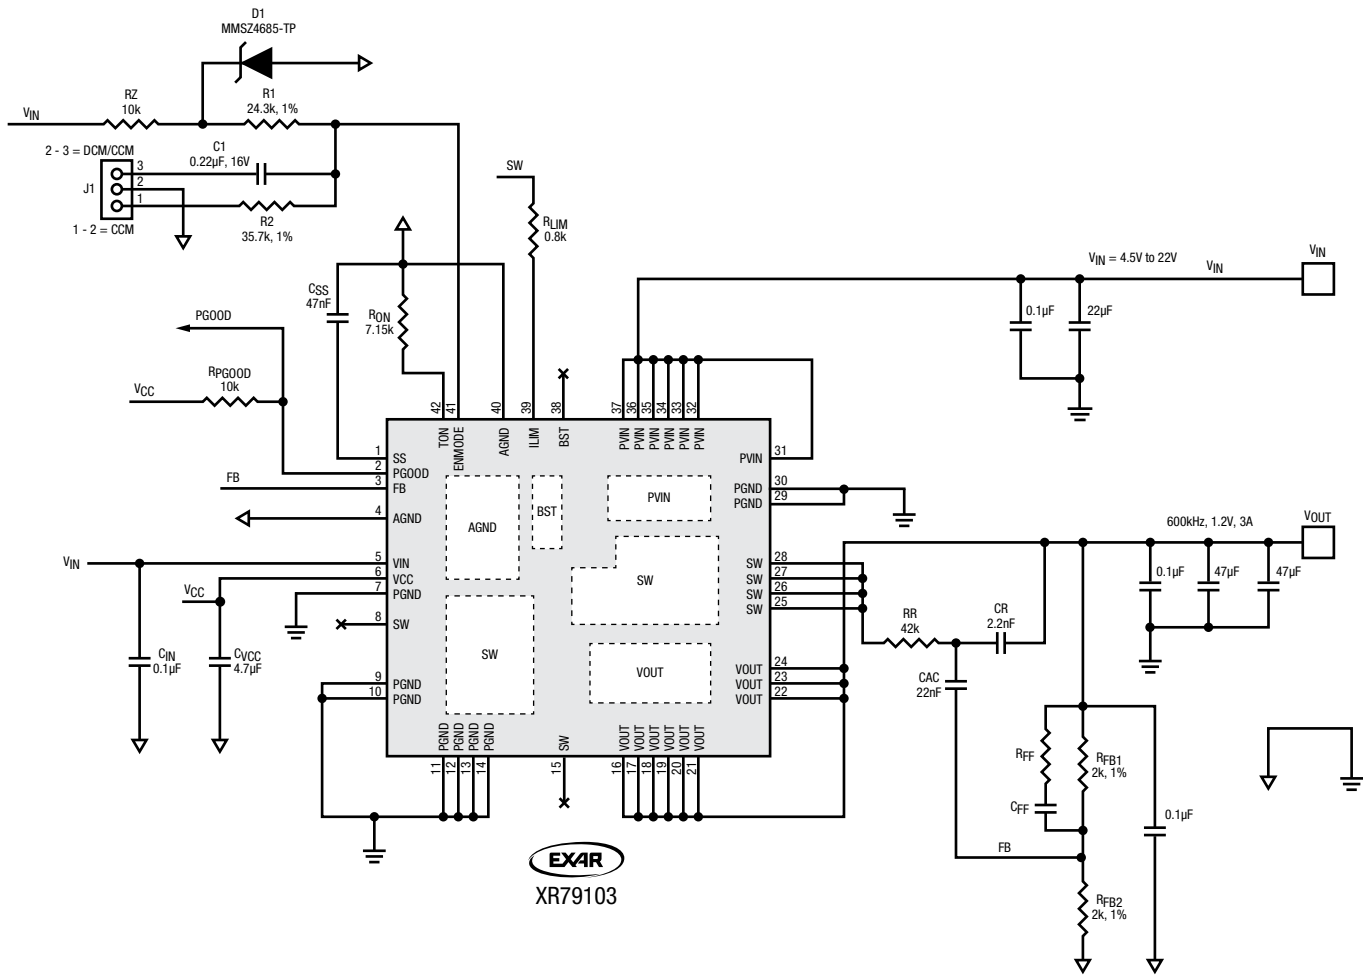 D1
MMSZ4685-TP
RZ
10k
R1
24.3k, 1%
VIN
2 - 3 = DCM/CCM
C1
0.22µF, 16V
3
2
1
J1
1 - 2 = CCM
R2
35.7k, 1%
SW
RLIM
0.8k
CSS
47nF
RON
7.15k
PGOOD
RPGOOD
10k
VCC
VIN = 4.5V to 22V
VIN
VIN
0.1µF
22µF
42
41
40
39
38
37
36
35
34
33
32
TON
ENMODE
AGND
ILIM
BST
PVIN
PVIN
PVIN
PVIN
PVIN
PVIN
1
SS
2
PGOOD
FB
3
FB
4
AGND
VIN
5
VIN
6
VCC
VCC
7
PGND
8
SW
9
PGND
10
PGND
CIN
0.1µF
CVCC
4.7µF
AGND
BST
PVIN
SW
SW
VOUT
PVIN
31
PGND
30
PGND
29
SW
28
SW
27
SW
26
SW
25
VOUT
24
VOUT
23
VOUT
22
PGND
PGND
PGND
PGND
SW
VOUT
VOUT
VOUT
VOUT
VOUT
VOUT
11
12
13
14
15
16
17
18
19
20
21
600kHz, 1.2V, 3A
VOUT
0.1µF
47µF
47µF
RR
42k
CR
2.2nF
CAC
22nF
RFF
RFB1
2k, 1%
CFF
0.1µF
FB
RFB2
2k, 1%
EXAR
XR79103